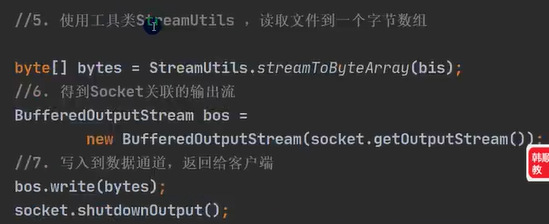 //5. 使用工具类StreamUtils ，读取文件到一个字节数组
byte[] bytes = StreamUtils.streamToByteArray(bis);
//6. 得到Socket关联的输出流
BufferedOutputStream bos =
new BufferedOutputStream(socket.getOutputStream());
//7. 写入到数据通道，返回给客户端
bos.write(bytes);
socket.shutdownOutput();
韩顺
教